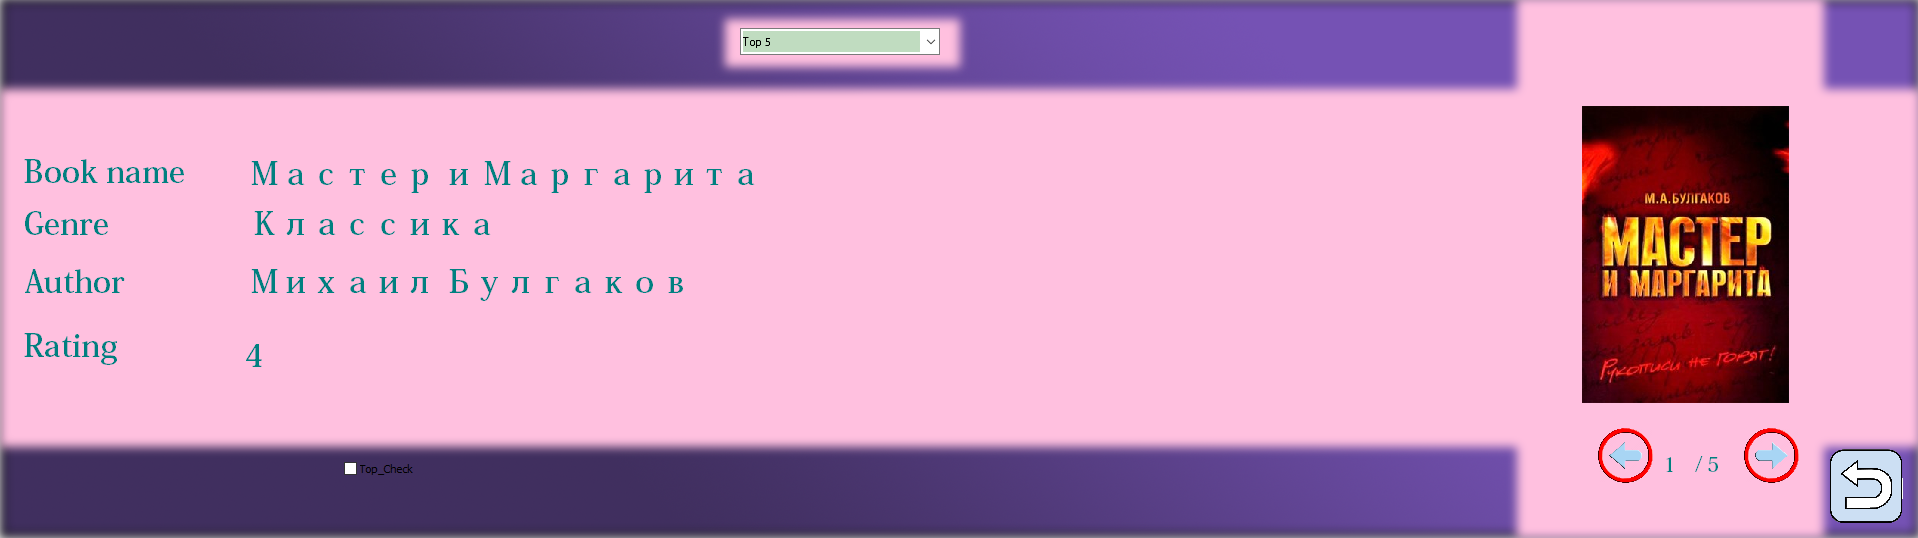 Top 5
Book name Мастер и Маргарита
Genre Классика
Author Михаил Булгаков
Rating 4
М.А.БУЛГАКОВ
МАСТЕР
И МАРГАРИТА
Рукописи не горят!
1 / 5
Top_Check